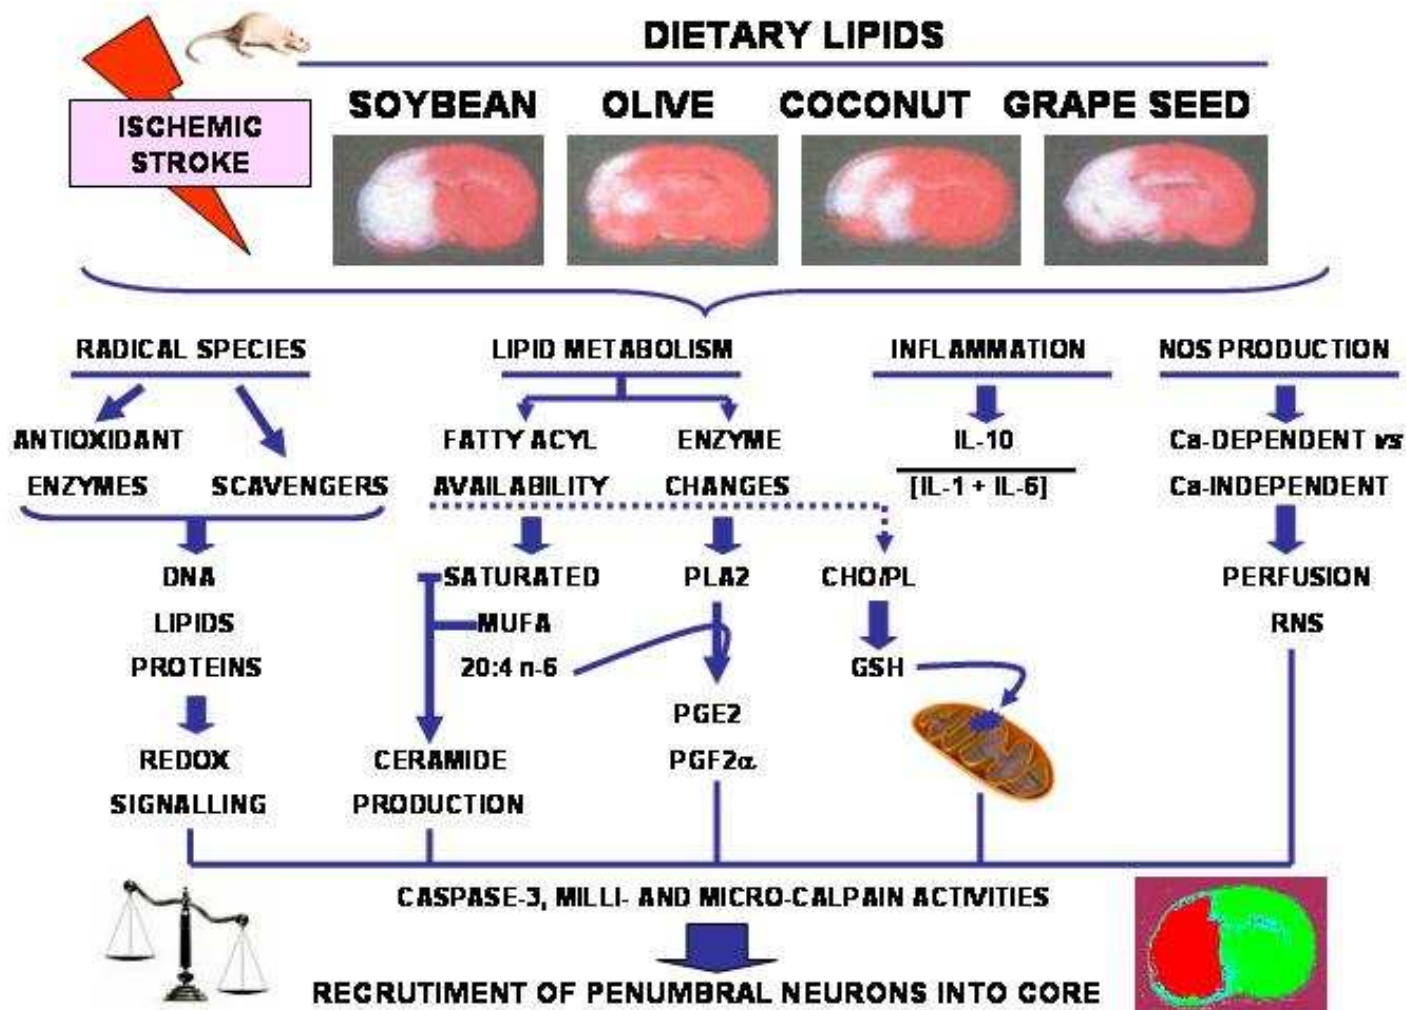 DIETARY LIPIDS
ISCHEMIC
STROKE
SOYBEAN OLIVE COCONUT GRAPE SEED
RADICAL SPECIES LIPID METABOLISM INFLAMMATION NOS PRODUCTION
ANTIOXIDANT FATTY ACYL ENZYME IL-10 Ca-DEPENDENT vs
ENZYMES SCAVENGERS AVAILABILITY CHANGES [IL-1 + IL-6] Ca-INDEPENDENT
DNA SATURATED PLA2 CHO/PL PERFUSION
LIPIDS MUFA RNS
PROTEINS 20:4 n-6 GSH
PGE2
REDOX CERAMIDE PGF2α
SIGNALLING PRODUCTION
CASPASE-3, MILLI- AND MICRO-CALPAIN ACTIVITIES
RECRUTIMENT OF PENUMBRAL NEURONS INTO CORE